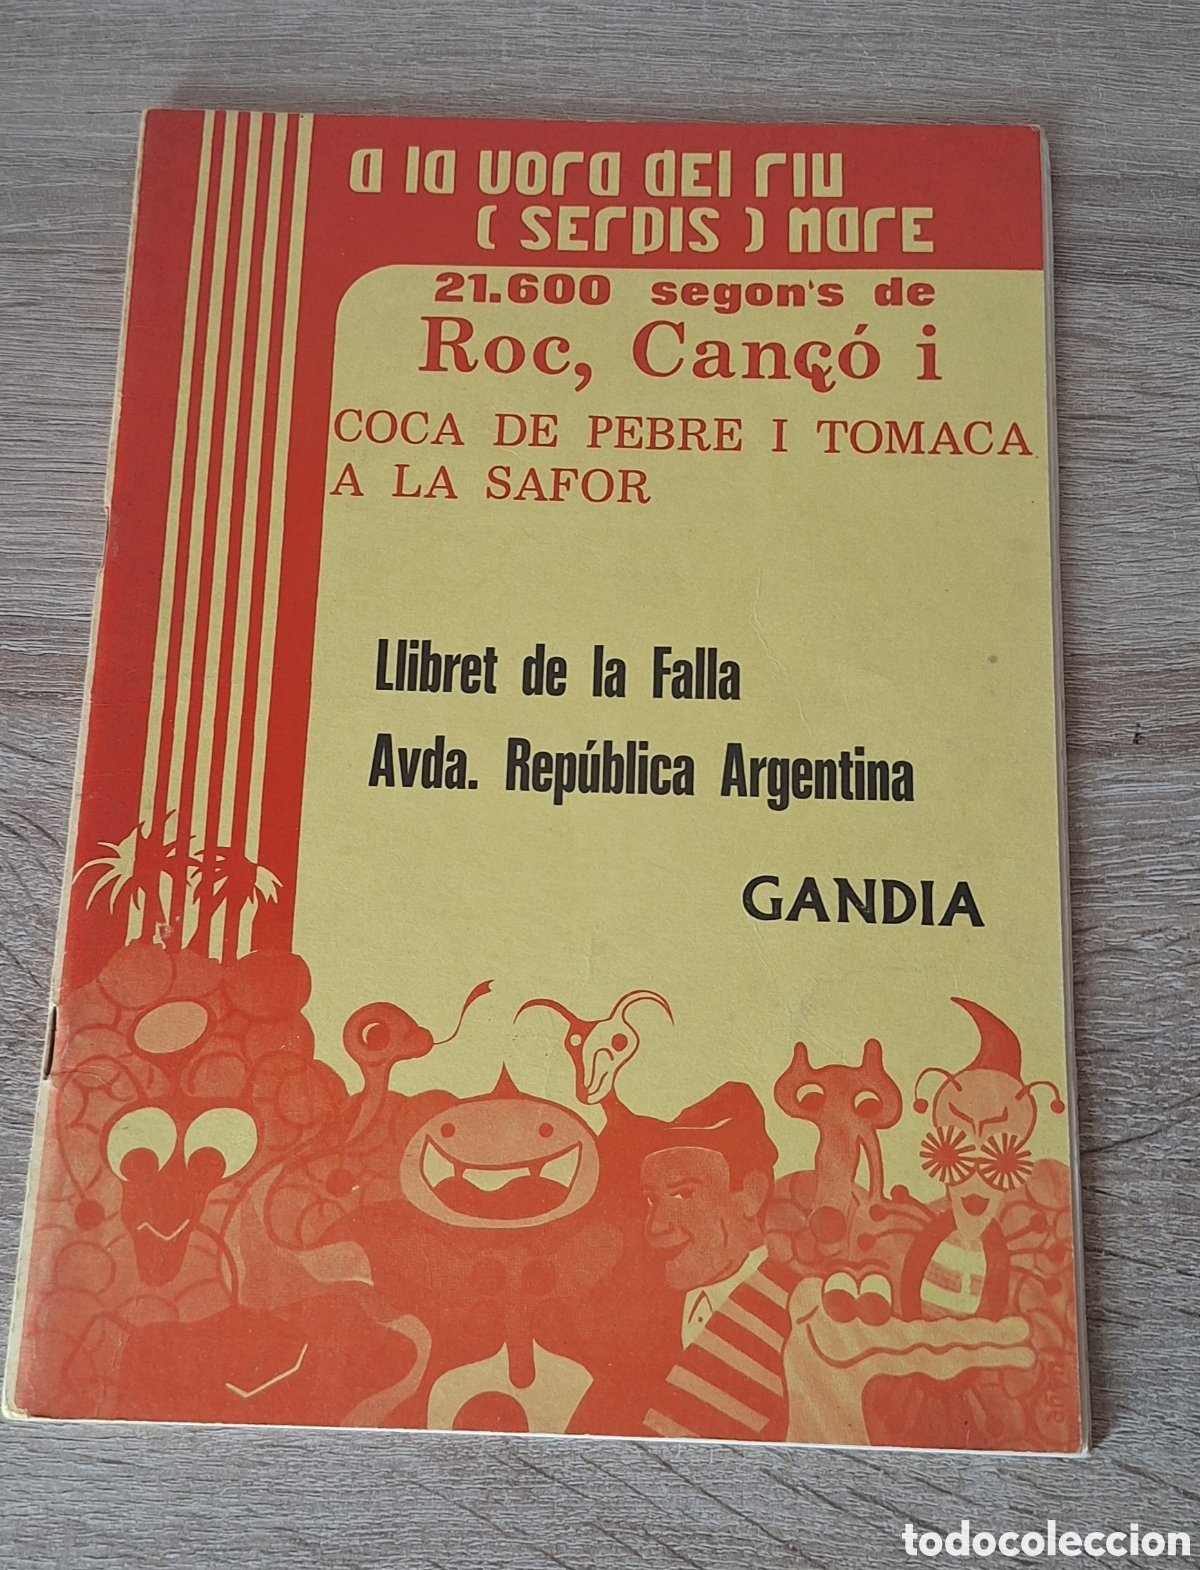 a la vora del riu
(serpis) mare
21.600 segon's de
Roc, Cançó i
COCA DE PEBRE I TOMACA
A LA SAFOR
Llibret de la Falla
Avda. República Argentina
GANDIA
todocoleccion